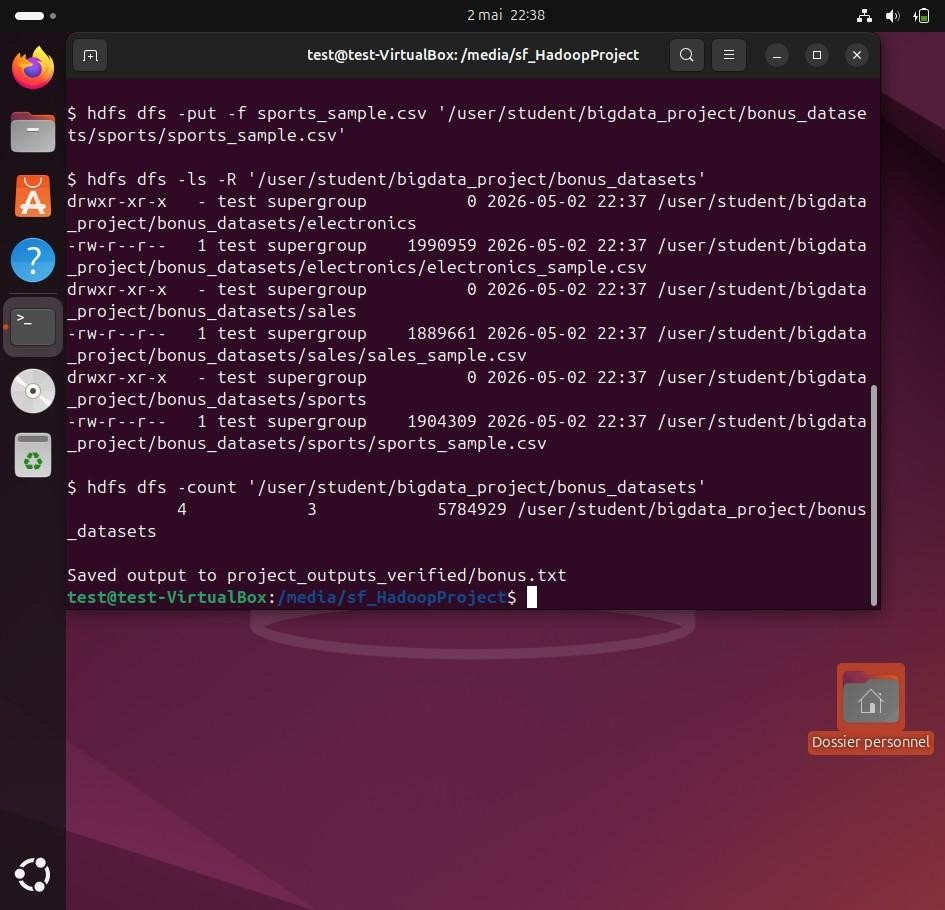 2 mai 22:38
test@test-VirtualBox: /media/sf_HadoopProject
$ hdfs dfs -put -f sports_sample.csv '/user/student/bigdata_project/bonus_datase
ts/sports/sports_sample.csv'
$ hdfs dfs -ls -R '/user/student/bigdata_project/bonus_datasets'
drwxr-xr-x   - test supergroup          0 2026-05-02 22:37 /user/student/bigdata
_project/bonus_datasets/electronics
-rw-r--r--   1 test supergroup    1990959 2026-05-02 22:37 /user/student/bigdata
_project/bonus_datasets/electronics/electronics_sample.csv
drwxr-xr-x   - test supergroup          0 2026-05-02 22:37 /user/student/bigdata
_project/bonus_datasets/sales
-rw-r--r--   1 test supergroup    1889661 2026-05-02 22:37 /user/student/bigdata
_project/bonus_datasets/sales/sales_sample.csv
drwxr-xr-x   - test supergroup          0 2026-05-02 22:37 /user/student/bigdata
_project/bonus_datasets/sports
-rw-r--r--   1 test supergroup    1904309 2026-05-02 22:37 /user/student/bigdata
_project/bonus_datasets/sports/sports_sample.csv
$ hdfs dfs -count '/user/student/bigdata_project/bonus_datasets'
           4            3            5784929 /user/student/bigdata_project/bonus
_datasets
Saved output to project_outputs_verified/bonus.txt
test@test-VirtualBox:/media/sf_HadoopProject$
Dossier personnel